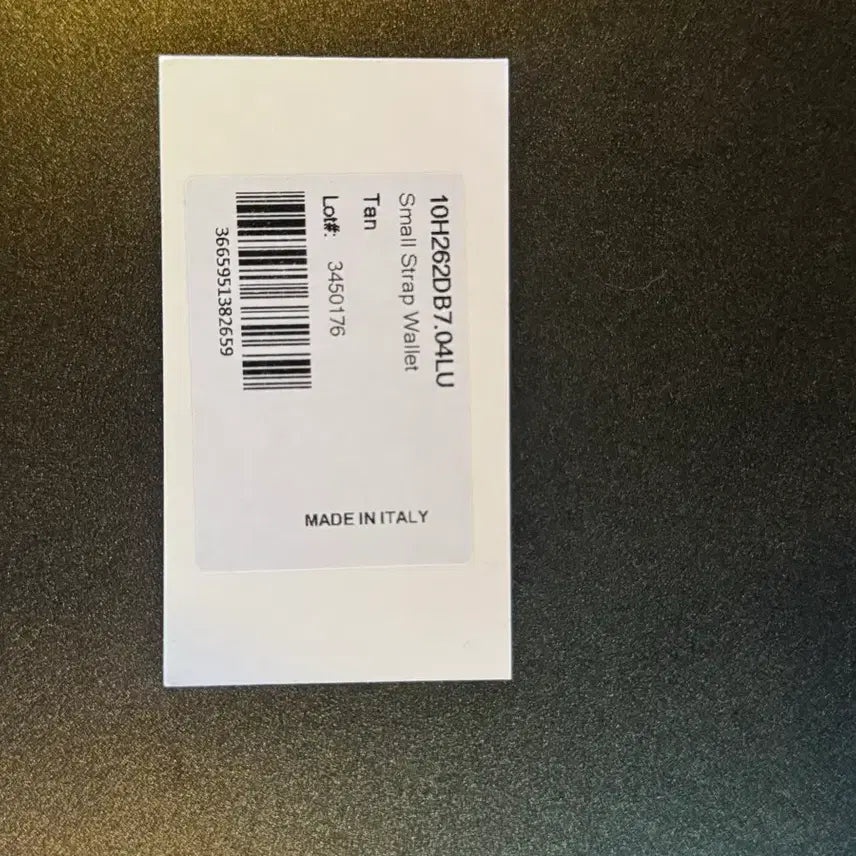 10H262DB7.04LU
Small Strap Wallet
Tan
Lot#: 3450176
3665951382659
MADE IN ITALY